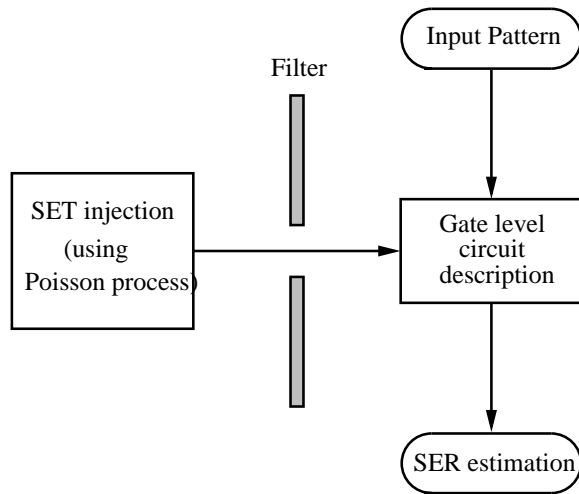 Input Pattern
Filter
SET injection
(using
Poisson process)
Gate level
circuit
description
SER estimation